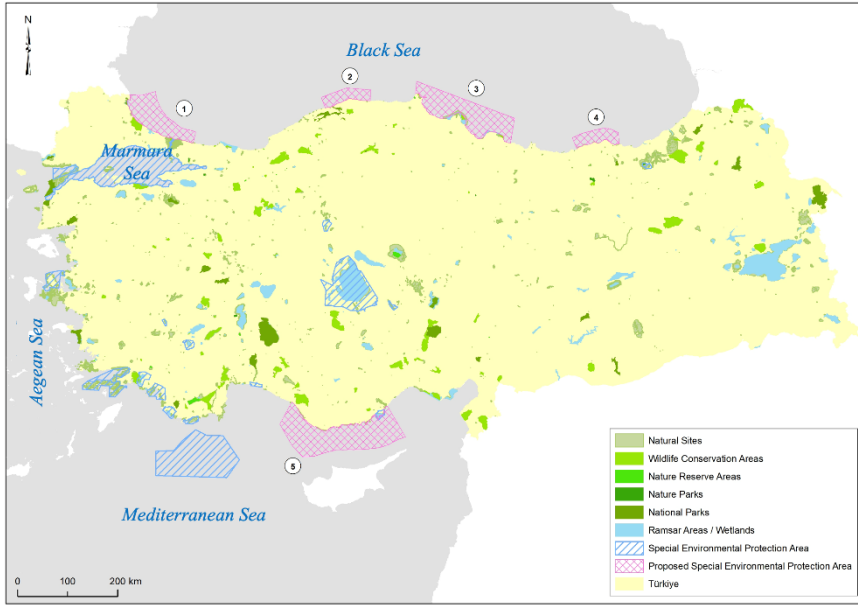 N
Black Sea
1
2
3
4
Marmara
Sea
Aegean Sea
5
Mediterranean Sea
Natural Sites
Wildlife Conservation Areas
Nature Reserve Areas
Nature Parks
National Parks
Ramsar Areas / Wetlands
Special Environmental Protection Area
Proposed Special Environmental Protection Area
Türkiye
0 100 200 km